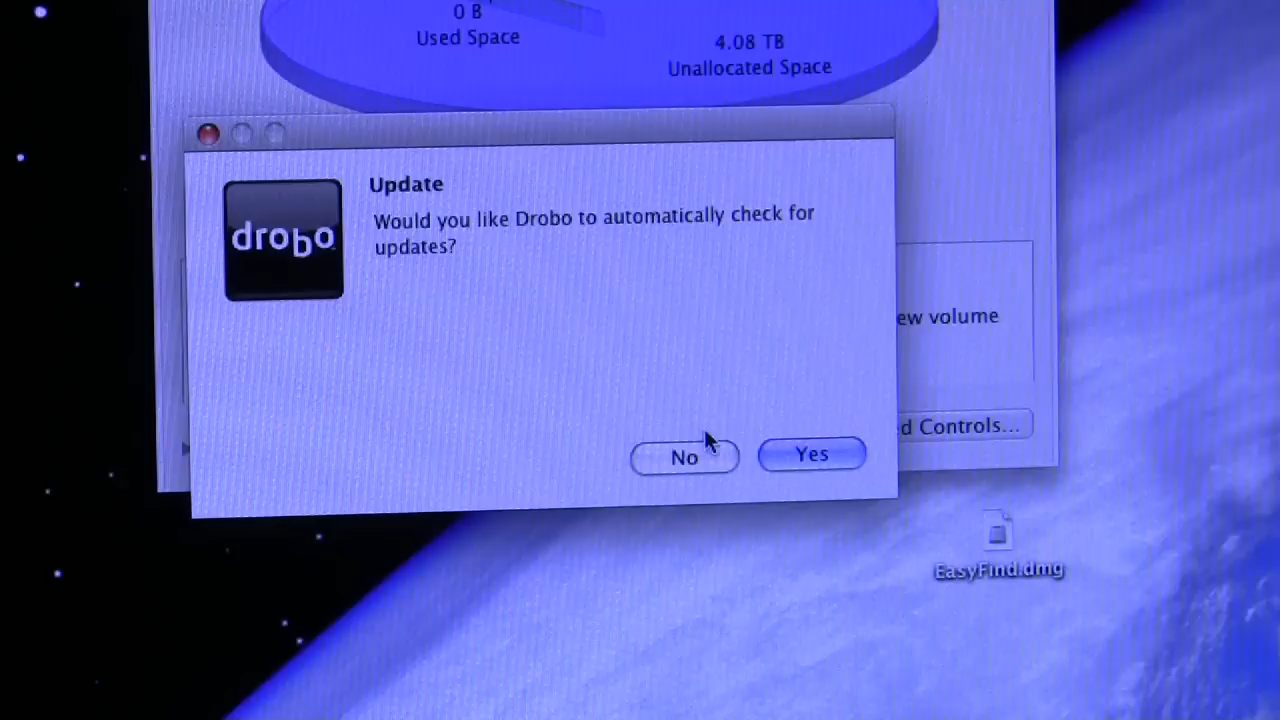 0 B
Used Space
4.08 TB
Unallocated Space
drobo
Update
Would you like Drobo to automatically check for
updates?
ew volume
d Controls...
No
Yes
EasyFind.dmg